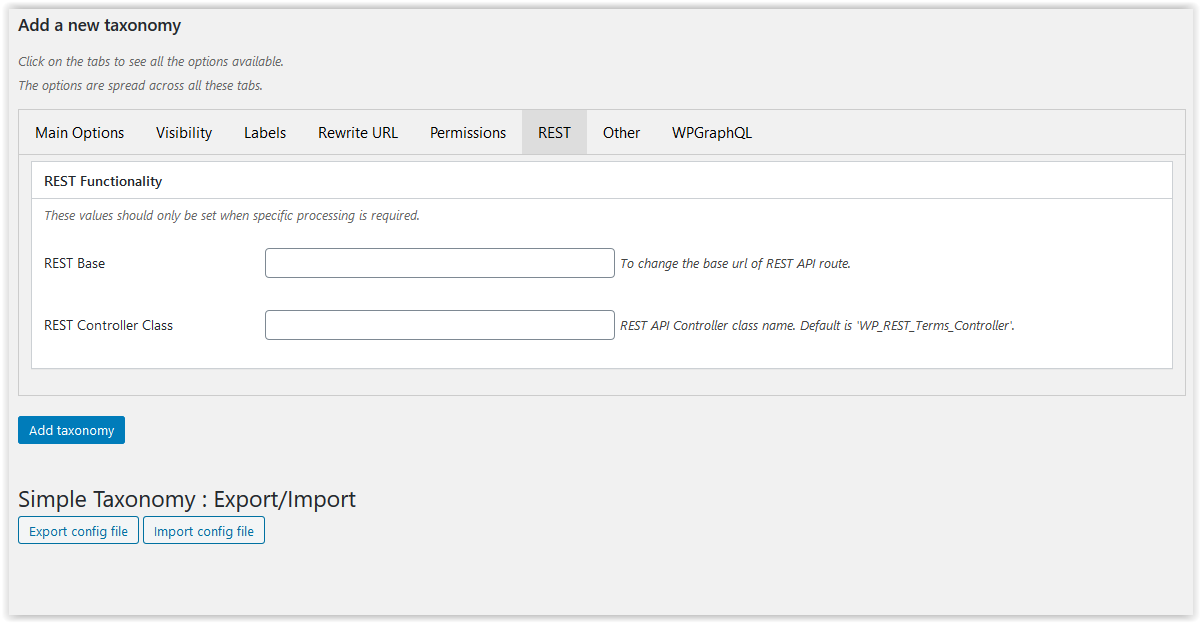 Add a new taxonomy
Click on the tabs to see all the options available.
The options are spread across all these tabs.
Main Options Visibility Labels Rewrite URL Permissions REST Other WPGraphQL
REST Functionality
These values should only be set when specific processing is required.
REST Base To change the base url of REST API route.
REST Controller Class REST API Controller class name. Default is 'WP_REST_Terms_Controller'.
Add taxonomy
Simple Taxonomy : Export/Import
Export config file Import config file